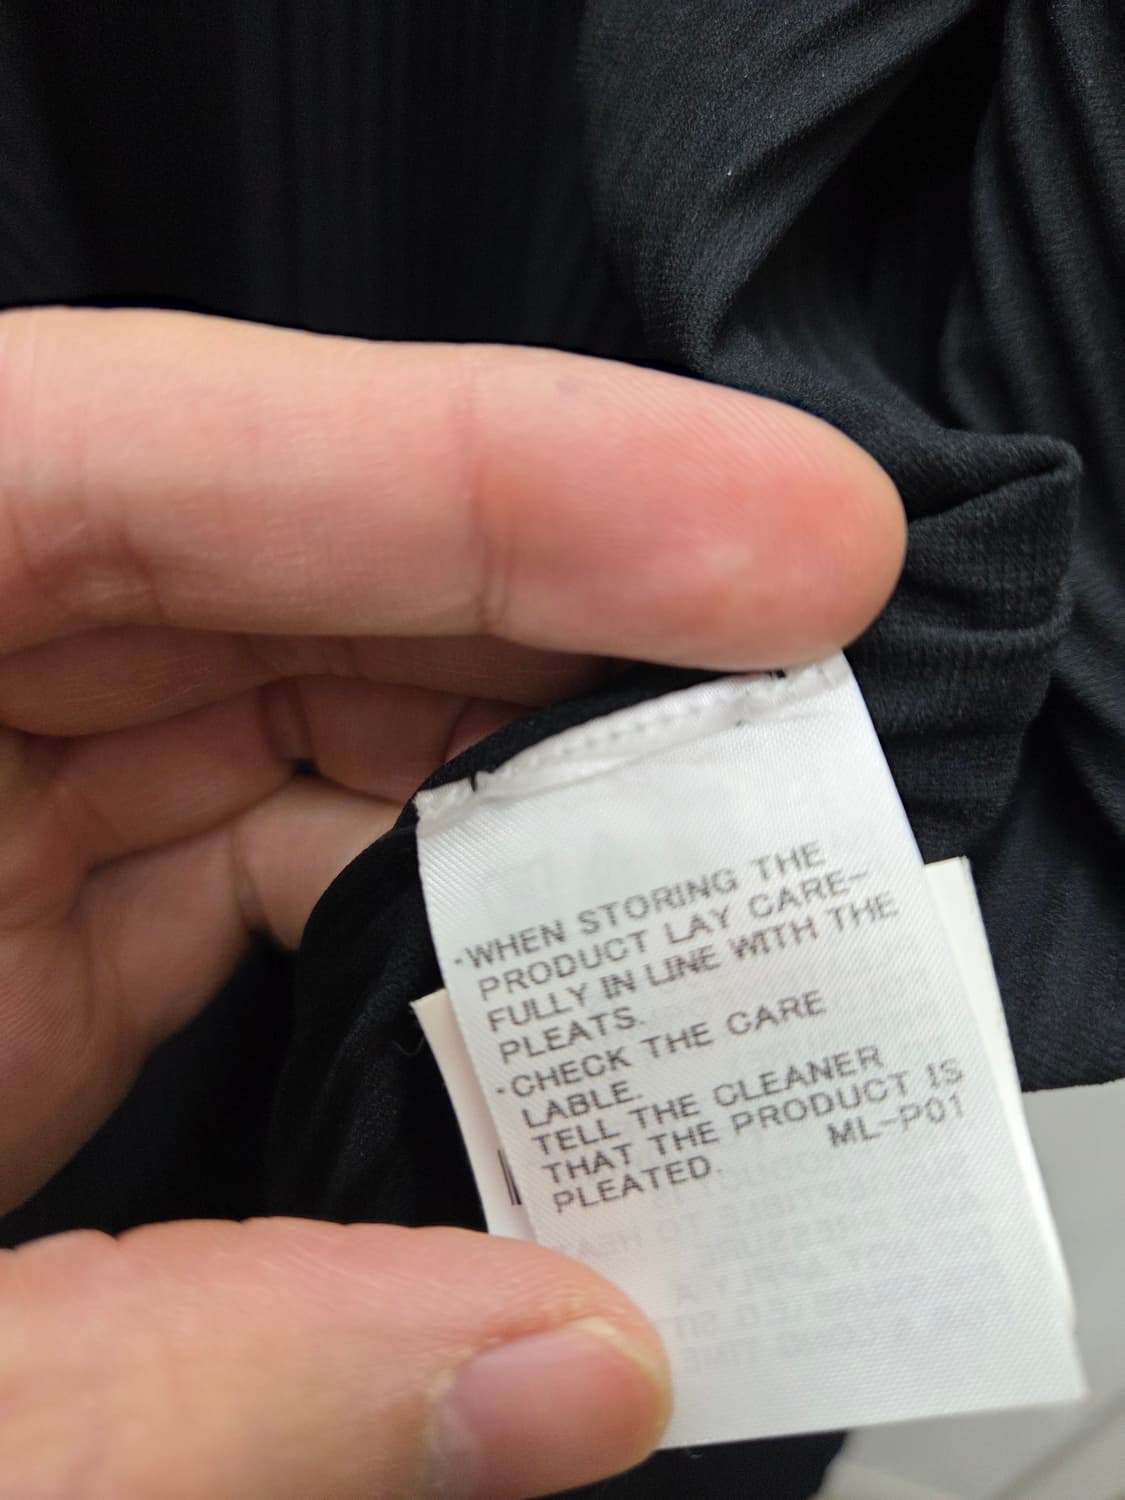 ·WHEN STORING THE
PRODUCT LAY CARE-
FULLY IN LINE WITH THE
PLEATS.
·CHECK THE CARE
LABLE.
TELL THE CLEANER
THAT THE PRODUCT IS
PLEATED.
ML-P01